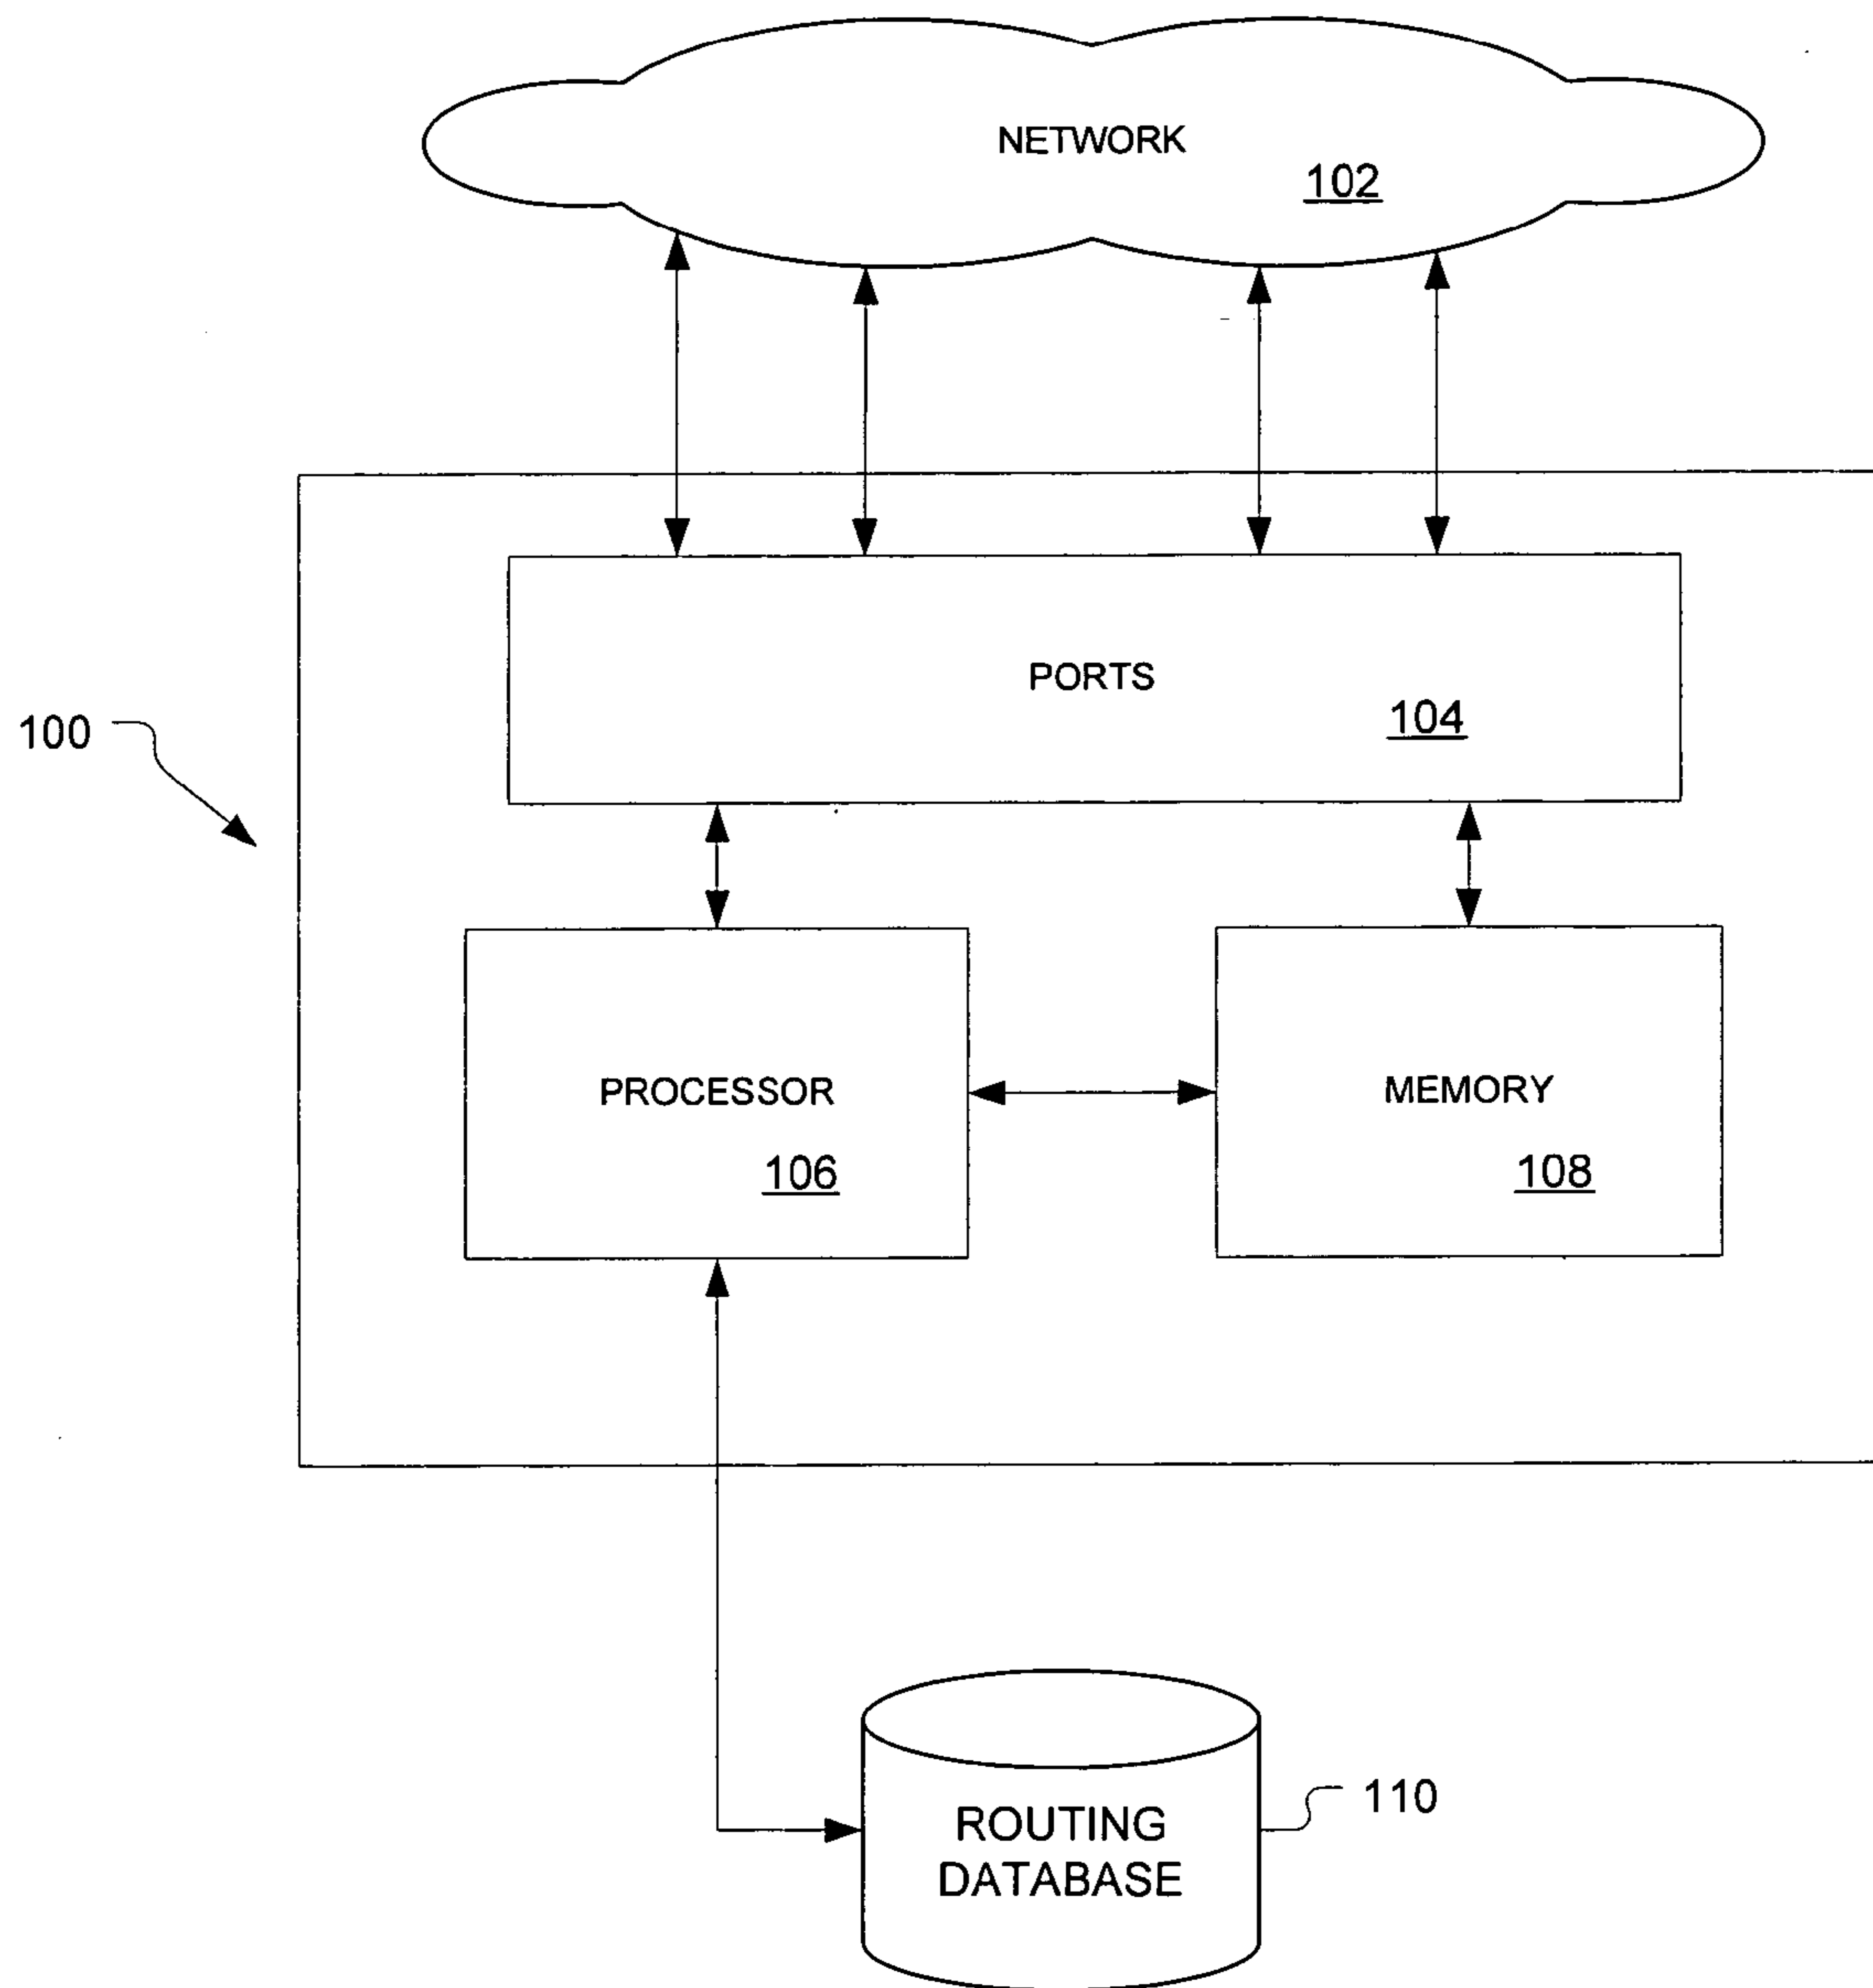 NETWORK
102
PORTS
104
100
PROCESSOR
106
MEMORY
108
ROUTING
DATABASE
110